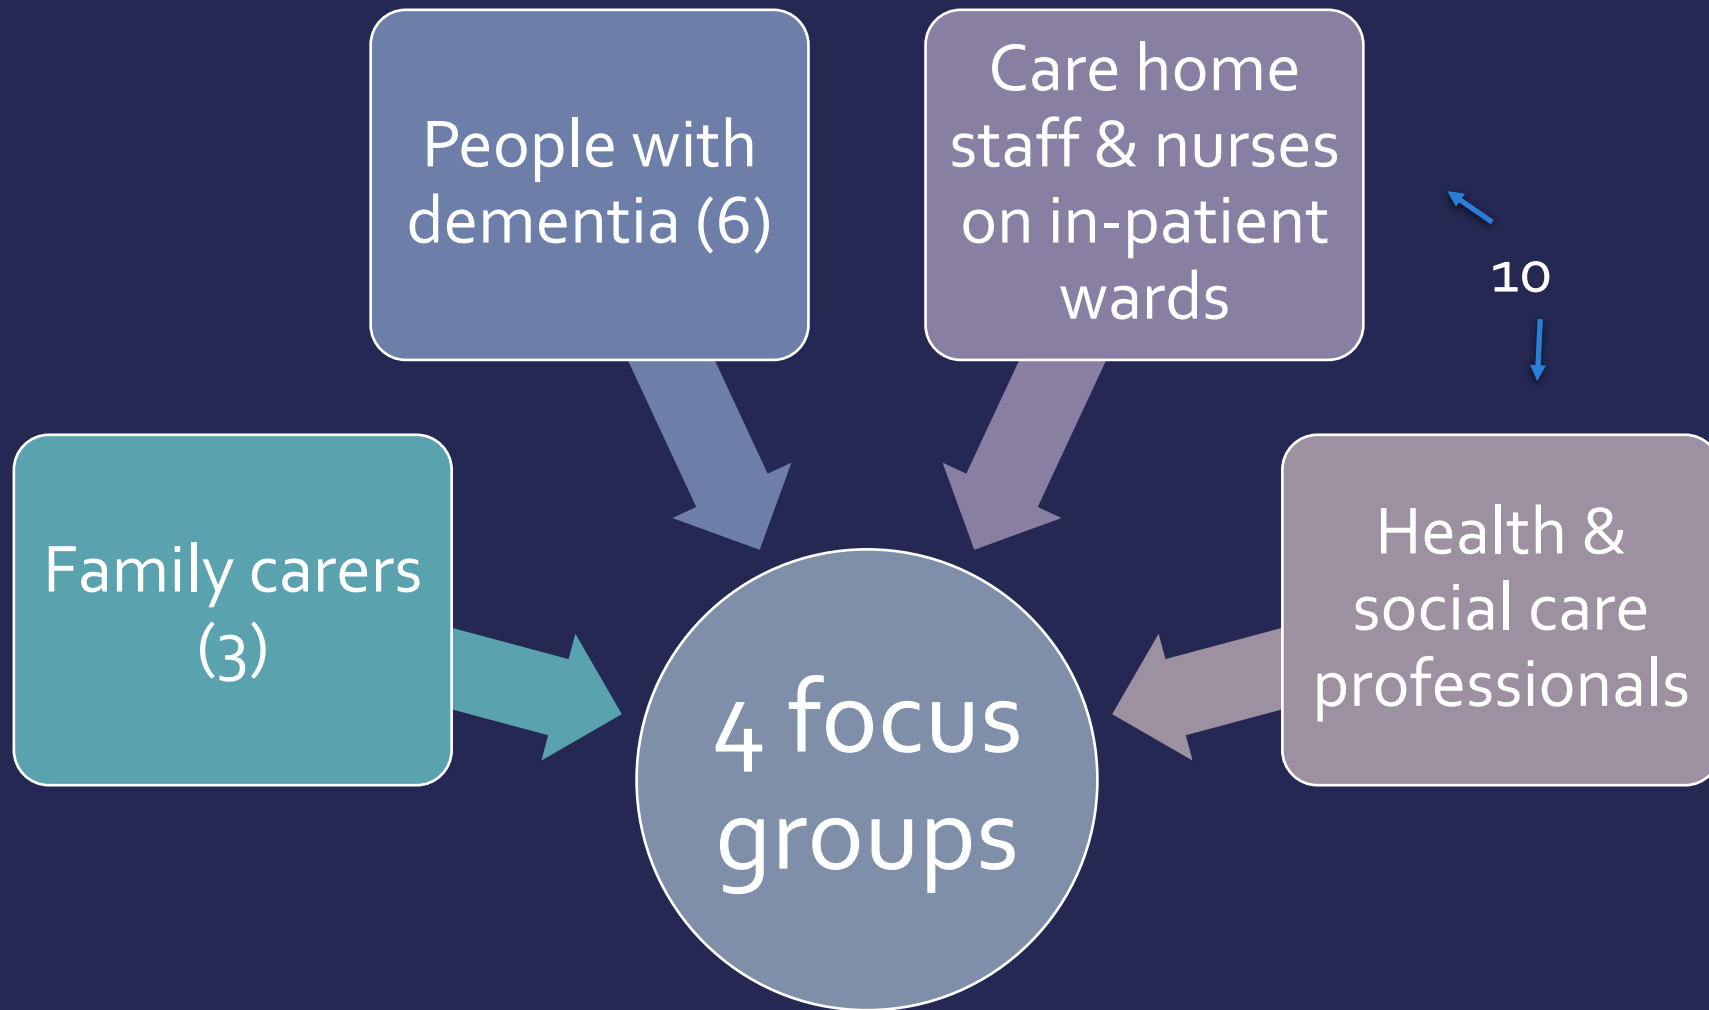 People with
dementia (6)
Care home
staff & nurses
on in-patient
wards
10
Family carers
(3)
Health &
social care
professionals
4 focus
groups